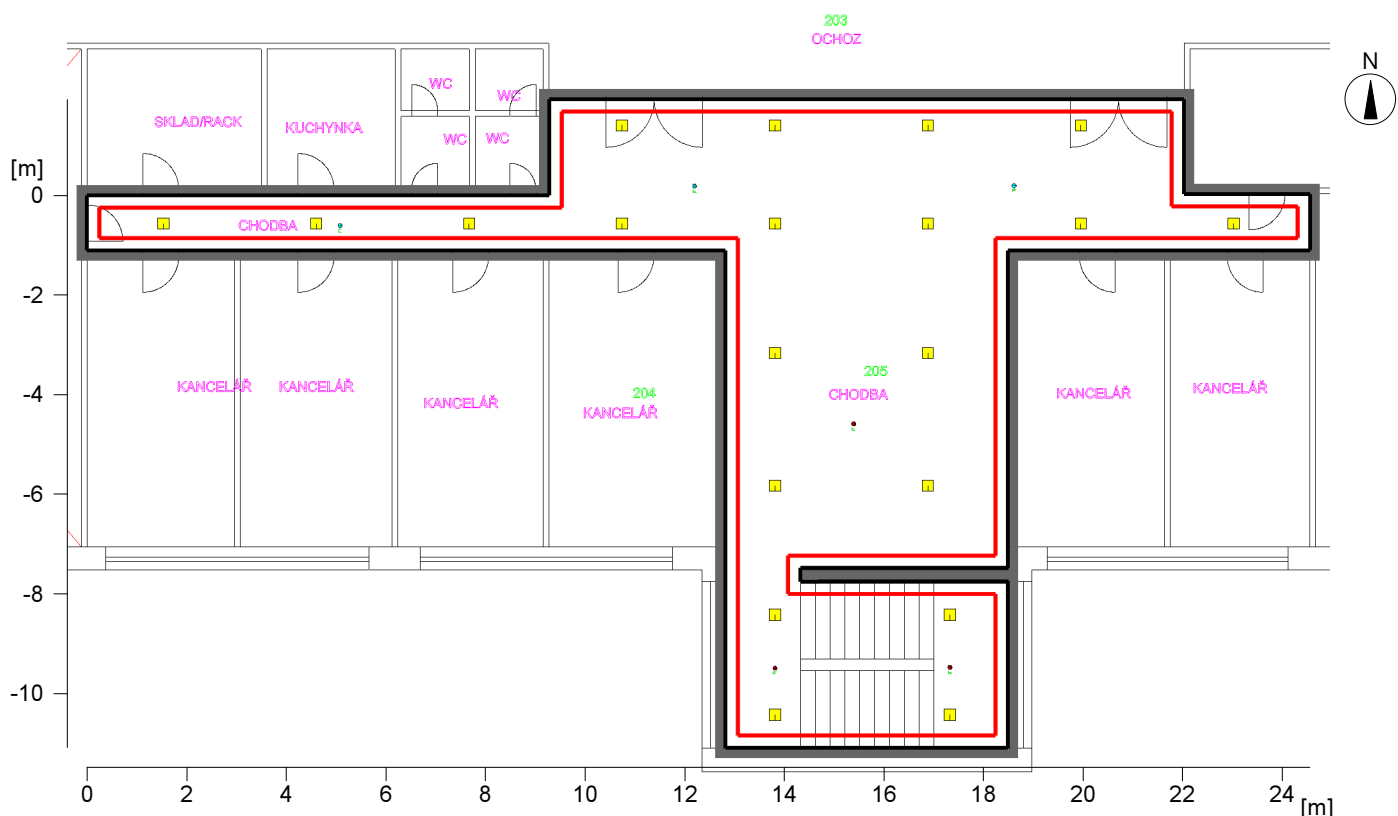 203
OCHOZ
N
WC
WC
SKLAD/RACK
KUCHYNKA
WC
WC
[m]
0
CHODBA
-2
205
KANCELÁŘ
KANCELÁŘ
204
CHODBA
KANCELÁŘ
KANCELÁŘ
-4
KANCELÁŘ
KANCELÁŘ
-6
-8
-10
0 2 4 6 8 10 12 14 16 18 20 22 24 [m]